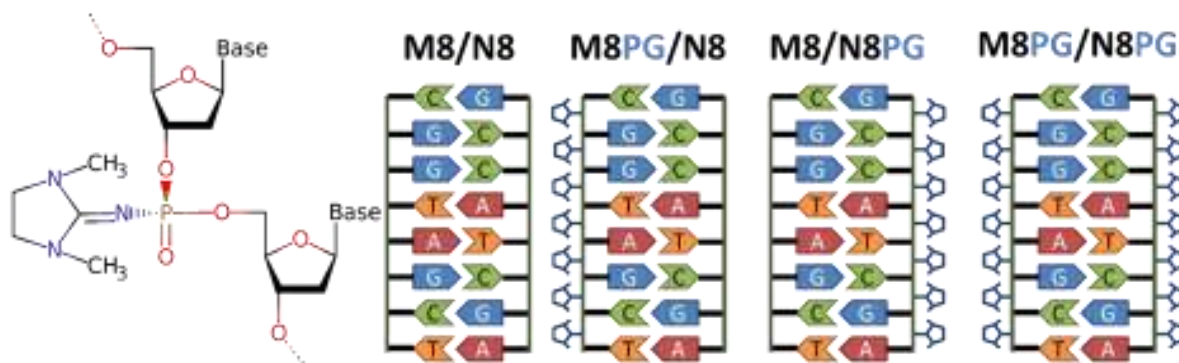 O Base
O
O
CH3
N
N P O Base
O
N O
CH3
O
M8/N8 M8PG/N8 M8/N8PG M8PG/N8PG
C G C G C G C G
G C G C G C G C
G C G C G C G C
T A T A T A T A
A T A T A T A T
G C G C G C G C
C G C G C G C G
T A T A T A T A